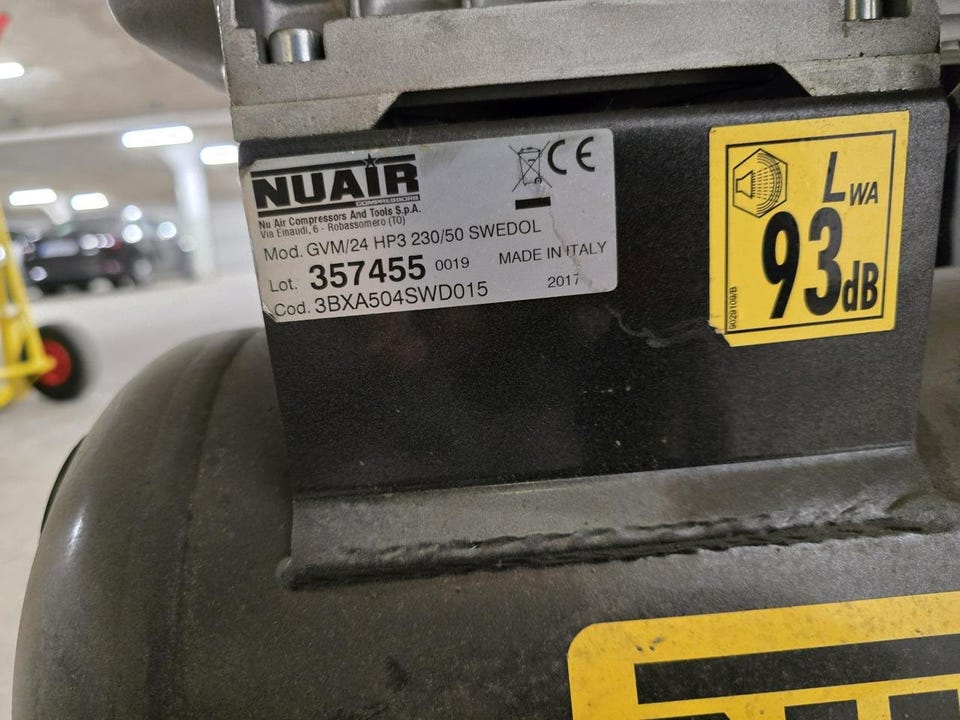 NUAIR
COMPRESSORS
Nu Air Compressors And Tools S.p.A.
Via Einaudi, 6 - Robassomero (TO)
CE
Mod. GVM/24 HP3 230/50 SWEDOL
Lot. 357455 0019 MADE IN ITALY
Cod. 3BXA504SWD015 2017
LWA
93dB
9029109/B